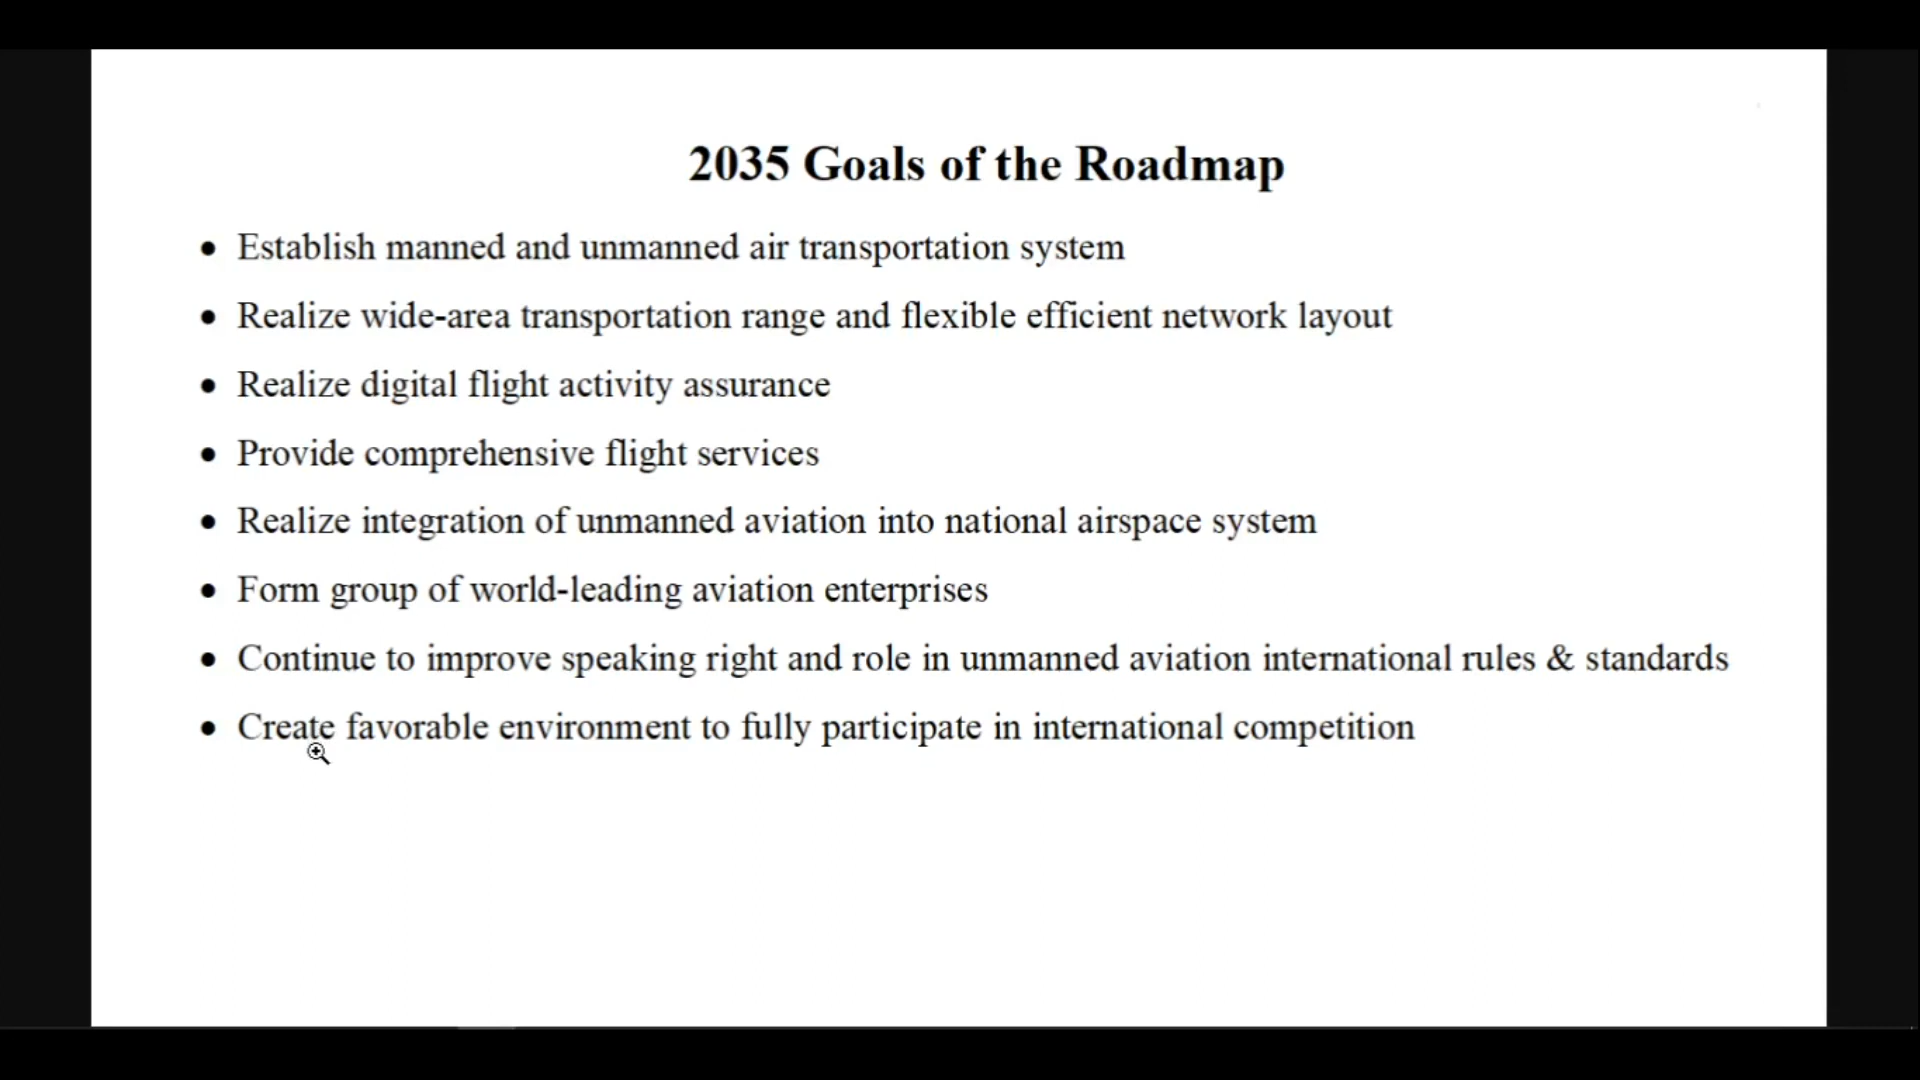 2035 Goals of the Roadmap
• Establish manned and unmanned air transportation system
• Realize wide-area transportation range and flexible efficient network layout
• Realize digital flight activity assurance
• Provide comprehensive flight services
• Realize integration of unmanned aviation into national airspace system
• Form group of world-leading aviation enterprises
• Continue to improve speaking right and role in unmanned aviation international rules & standards
• Create favorable environment to fully participate in international competition